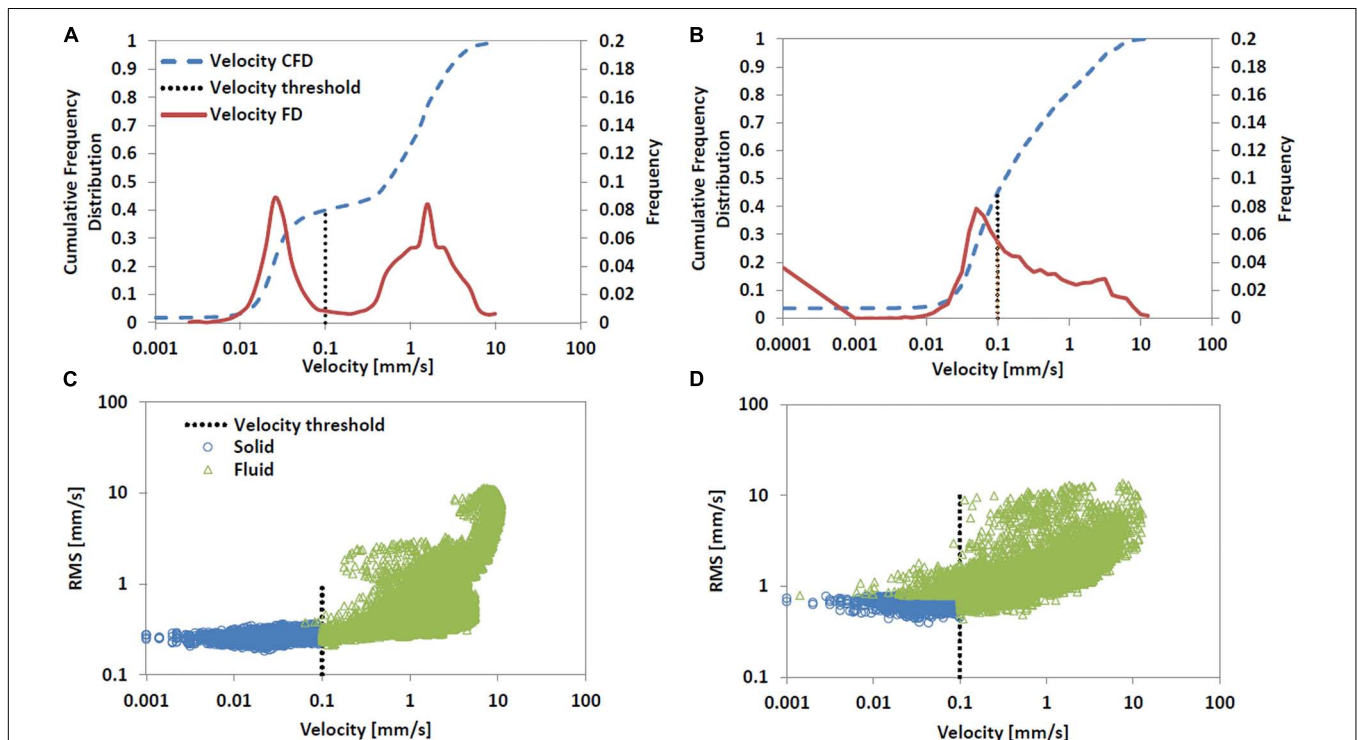 A
Cumulative Frequency
Distribution
1
0.9
0.8
0.7
0.6
0.5
0.4
0.3
0.2
0.1
0
Velocity CFD
Velocity threshold
Velocity FD
0.2
0.18
0.16
0.14
0.12
0.1
0.08
0.06
0.04
0.02
0
Frequency
0.001 0.01 0.1 1 10 100
Velocity [mm/s]
B
Cumulative Frequency
Distribution
1
0.9
0.8
0.7
0.6
0.5
0.4
0.3
0.2
0.1
0
0.2
0.18
0.16
0.14
0.12
0.1
0.08
0.06
0.04
0.02
0
Frequency
0.0001 0.001 0.01 0.1 1 10 100
Velocity [mm/s]
C
RMS [mm/s]
100
10
1
0.1
Velocity threshold
Solid
Fluid
0.001 0.01 0.1 1 10 100
Velocity [mm/s]
D
RMS [mm/s]
100
10
1
0.1
0.001 0.01 0.1 1 10 100
Velocity [mm/s]